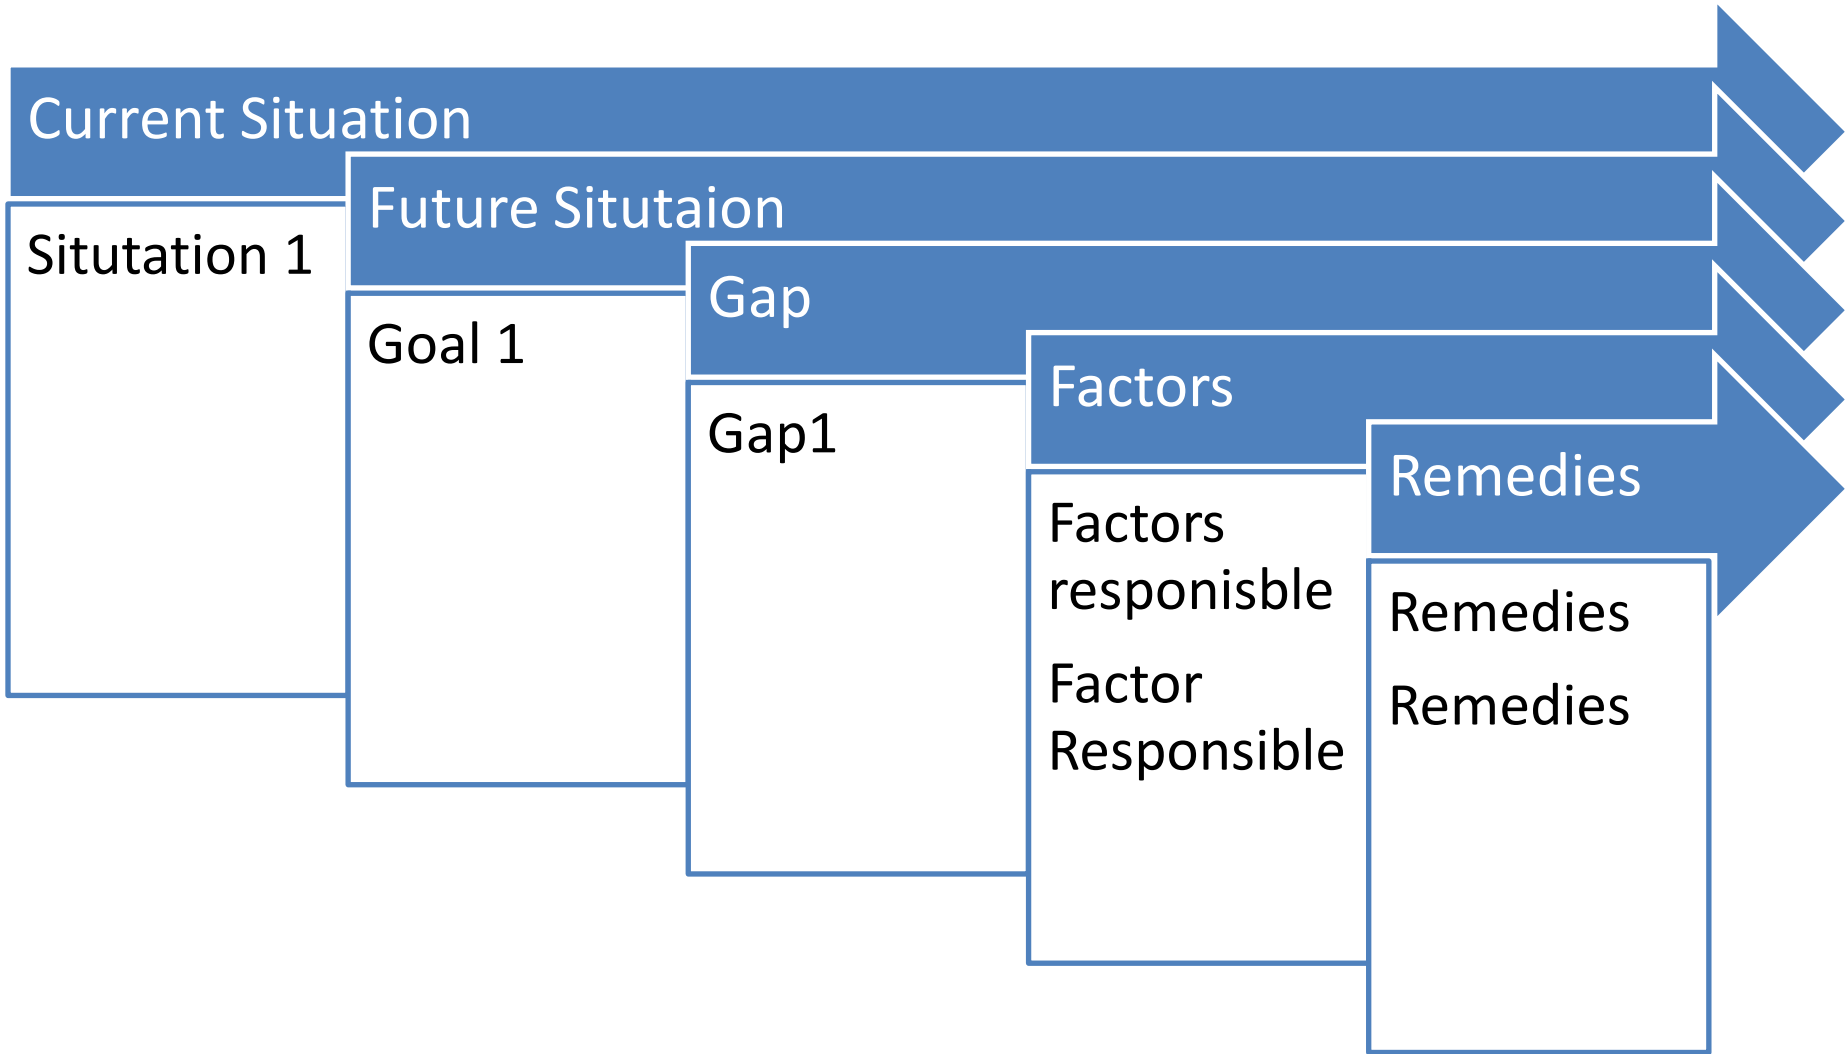 Current Situation
Situtation 1
Future Situtaion
Goal 1
Gap
Gap1
Factors
Factors
responisble
Factor
Responsible
Remedies
Remedies
Remedies